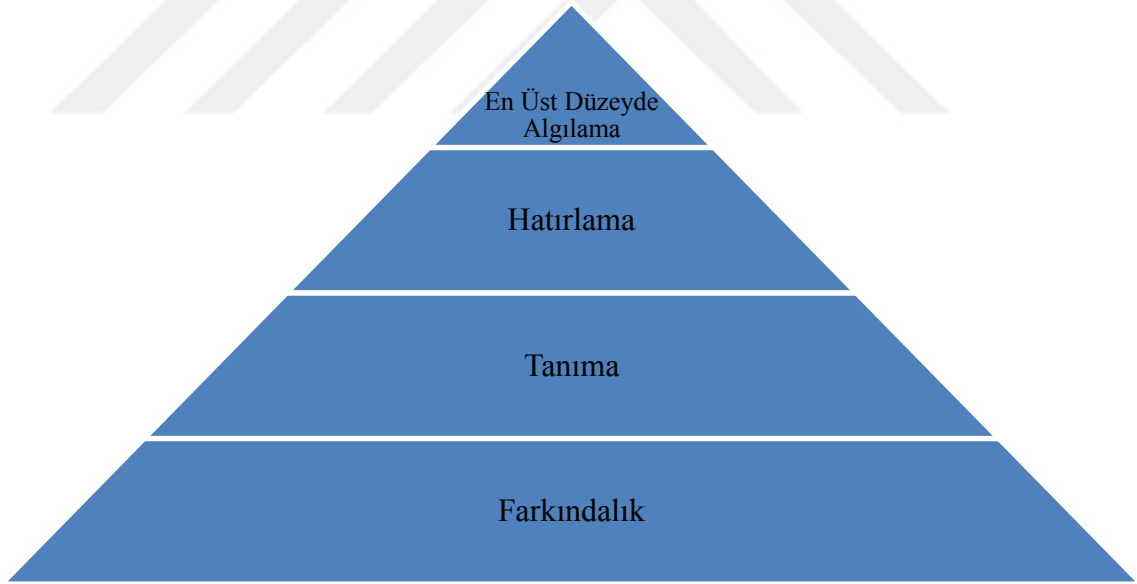 En Üst Düzeyde
Algılama
Hatırlama
Tanıma
Farkındalık